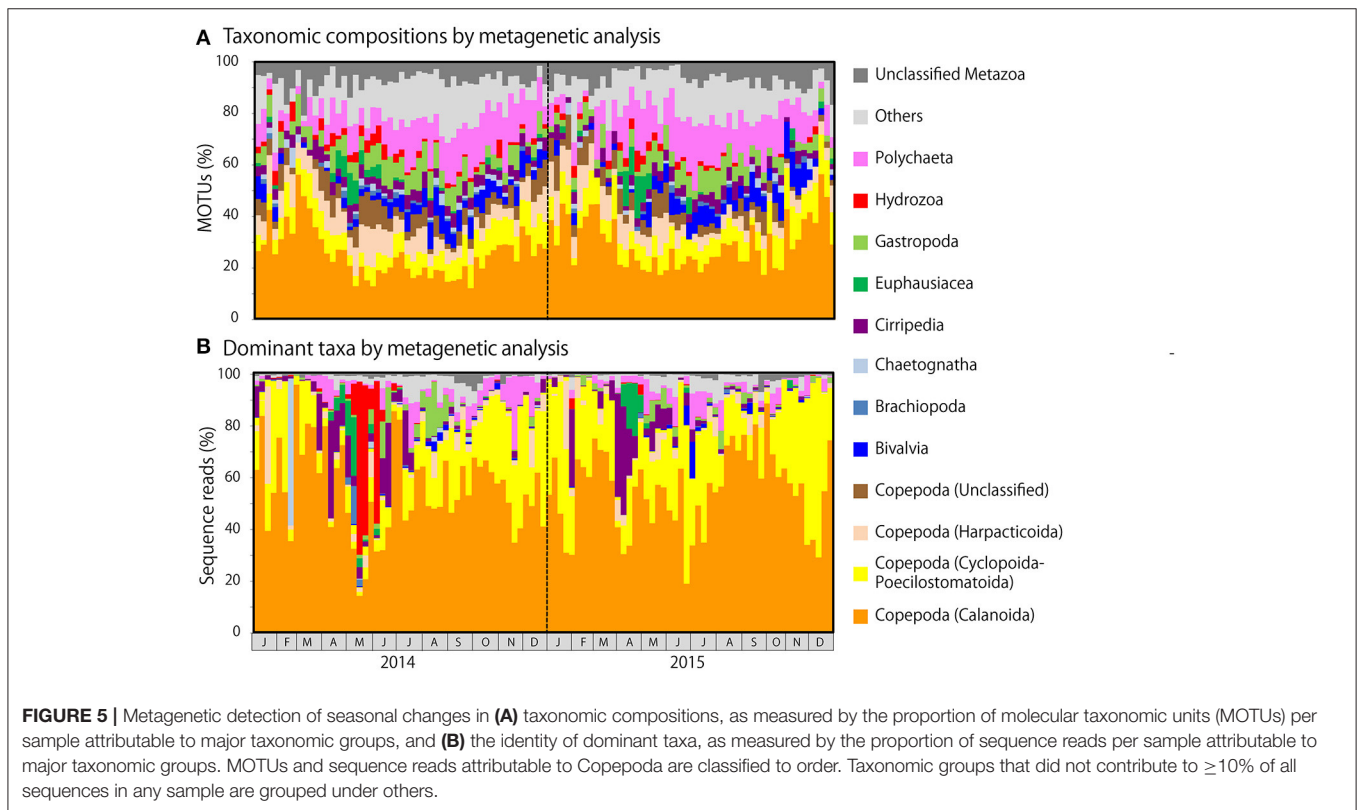 A Taxonomic compositions by metagenetic analysis
100
80
60
40
20
0
MOTUs (%)
B Dominant taxa by metagenetic analysis
100
80
60
40
20
0
Sequence reads (%)
J F M A M J J A S O N D J F M A M J J A S O N D
2014 2015
Unclassified Metazoa
Others
Polychaeta
Hydrozoa
Gastropoda
Euphausiacea
Cirripedia
Chaetognatha
Brachiopoda
Bivalvia
Copepoda (Unclassified)
Copepoda (Harpacticoida)
Copepoda (Cyclopoida-
Poecilostomatoida)
Copepoda (Calanoida)
FIGURE 5 | Metagenetic detection of seasonal changes in (A) taxonomic compositions, as measured by the proportion of molecular taxonomic units (MOTUs) per
sample attributable to major taxonomic groups, and (B) the identity of dominant taxa, as measured by the proportion of sequence reads per sample attributable to
major taxonomic groups. MOTUs and sequence reads attributable to Copepoda are classified to order. Taxonomic groups that did not contribute to ≥10% of all
sequences in any sample are grouped under others.